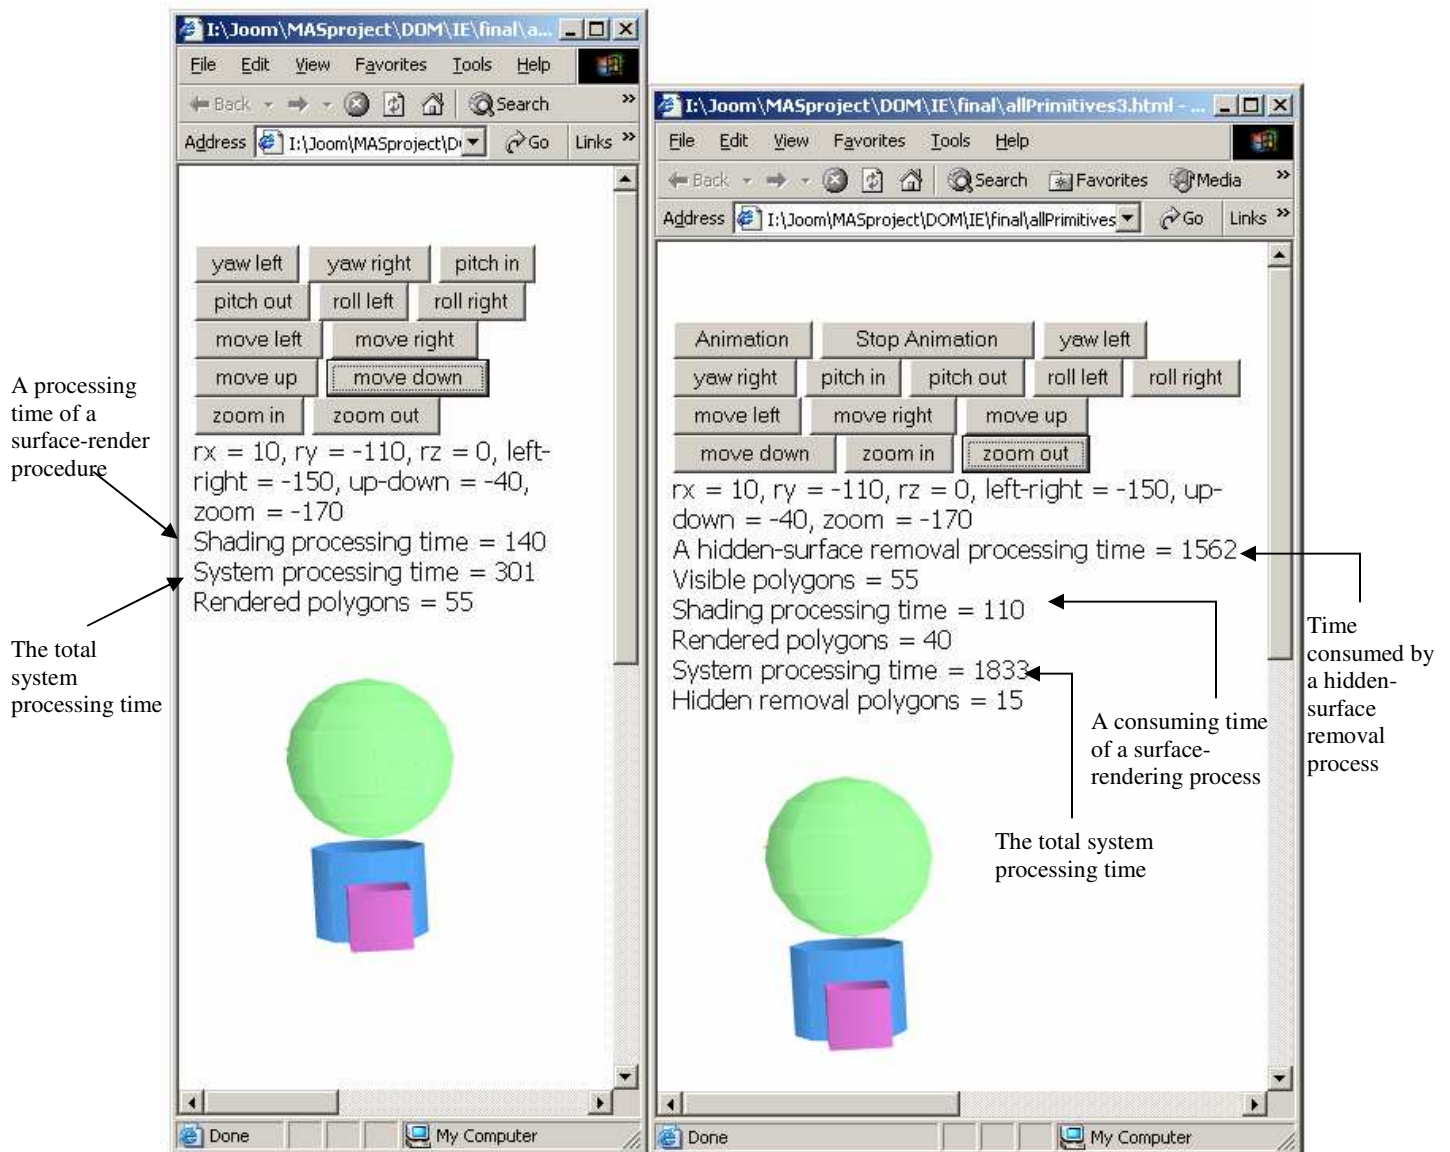 I:\Joom\MASproject\DOM\IE\final\a...
File Edit View Favorites Tools Help
Back Search »
Address I:\Joom\MASproject\D Go Links »
yaw left yaw right pitch in
pitch out roll left roll right
move left move right
move up move down
zoom in zoom out
rx = 10, ry = -110, rz = 0, left-
right = -150, up-down = -40,
zoom = -170
Shading processing time = 140
System processing time = 301
Rendered polygons = 55
Done My Computer
A processing
time of a
surface-render
procedure
The total
system
processing time
I:\Joom\MASproject\DOM\IE\final\allPrimitives3.html - ...
File Edit View Favorites Tools Help
Back Search Favorites Media »
Address I:\Joom\MASproject\DOM\IE\final\allPrimitives Go Links »
Animation Stop Animation yaw left
yaw right pitch in pitch out roll left roll right
move left move right move up
move down zoom in zoom out
rx = 10, ry = -110, rz = 0, left-right = -150, up-
down = -40, zoom = -170
A hidden-surface removal processing time = 1562
Visible polygons = 55
Shading processing time = 110
Rendered polygons = 40
System processing time = 1833
Hidden removal polygons = 15
Done My Computer
Time
consumed by
a hidden-
surface
removal
process
A consuming time
of a surface-
rendering process
The total system
processing time